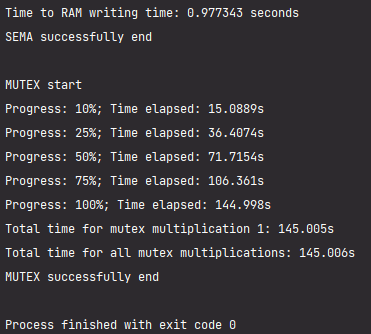 Time to RAM writing time: 0.977343 seconds
SEMA successfully end
MUTEX start
Progress: 10%; Time elapsed: 15.0889s
Progress: 25%; Time elapsed: 36.4074s
Progress: 50%; Time elapsed: 71.7154s
Progress: 75%; Time elapsed: 106.361s
Progress: 100%; Time elapsed: 144.998s
Total time for mutex multiplication 1: 145.005s
Total time for all mutex multiplications: 145.006s
MUTEX successfully end
Process finished with exit code 0